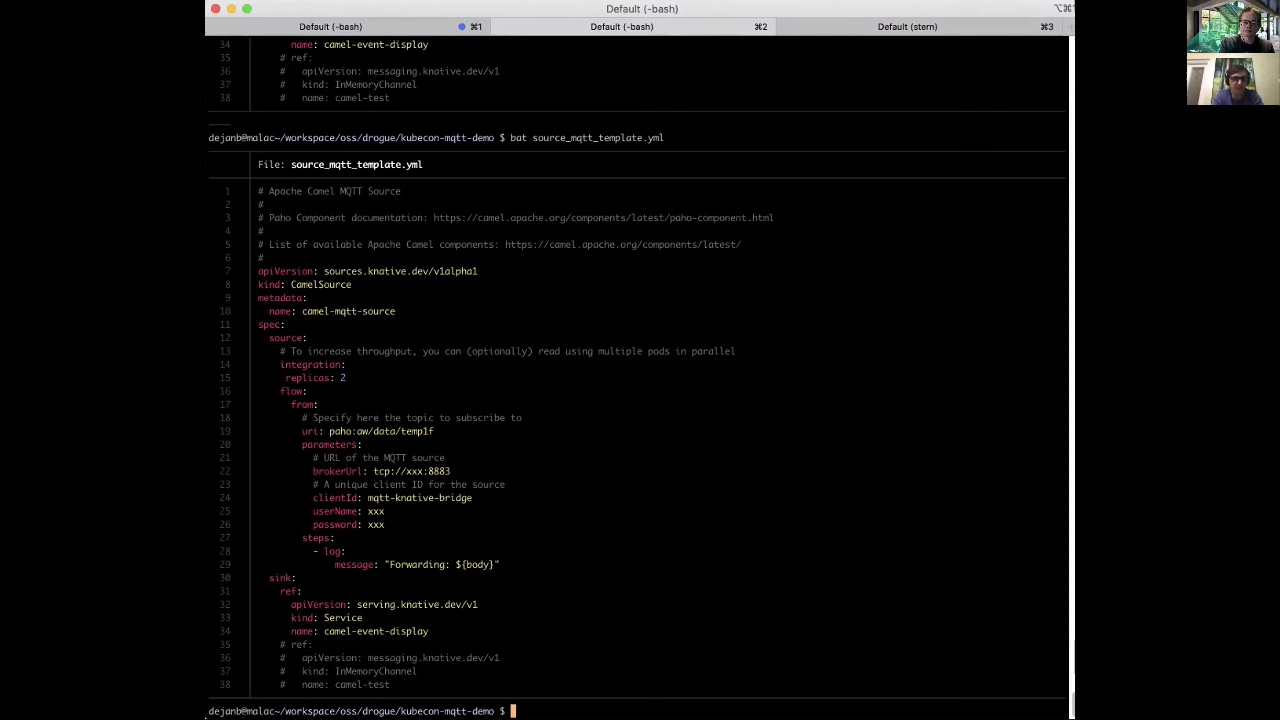 Default (-bash)
⌥⌘1
Default (-bash) ⌘1
Default (-bash) ⌘2
Default (stern) ⌘3
34 name: camel-event-display
35 # ref:
36 #   apiVersion: messaging.knative.dev/v1
37 #   kind: InMemoryChannel
38 #   name: camel-test
dejanb@malac~/workspace/oss/drogue/kubecon-mqtt-demo $ bat source_mqtt_template.yml
File: source_mqtt_template.yml
1 # Apache Camel MQTT Source
2 #
3 # Paho Component documentation: https://camel.apache.org/components/latest/paho-component.html
4 #
5 # List of available Apache Camel components: https://camel.apache.org/components/latest/
6 #
7 apiVersion: sources.knative.dev/v1alpha1
8 kind: CamelSource
9 metadata:
10   name: camel-mqtt-source
11 spec:
12   source:
13     # To increase throughput, you can (optionally) read using multiple pods in parallel
14     integration:
15      replicas: 2
16     flow:
17       from:
18         # Specify here the topic to subscribe to
19         uri: paho:aw/data/temp1f
20         parameters:
21           # URL of the MQTT source
22           brokerUrl: tcp://xxx:8883
23           # A unique client ID for the source
24           clientId: mqtt-knative-bridge
25           userName: xxx
26           password: xxx
27         steps:
28           - log:
29               message: "Forwarding: ${body}"
30   sink:
31     ref:
32       apiVersion: serving.knative.dev/v1
33       kind: Service
34       name: camel-event-display
35     # ref:
36     #   apiVersion: messaging.knative.dev/v1
37     #   kind: InMemoryChannel
38     #   name: camel-test
dejanb@malac~/workspace/oss/drogue/kubecon-mqtt-demo $